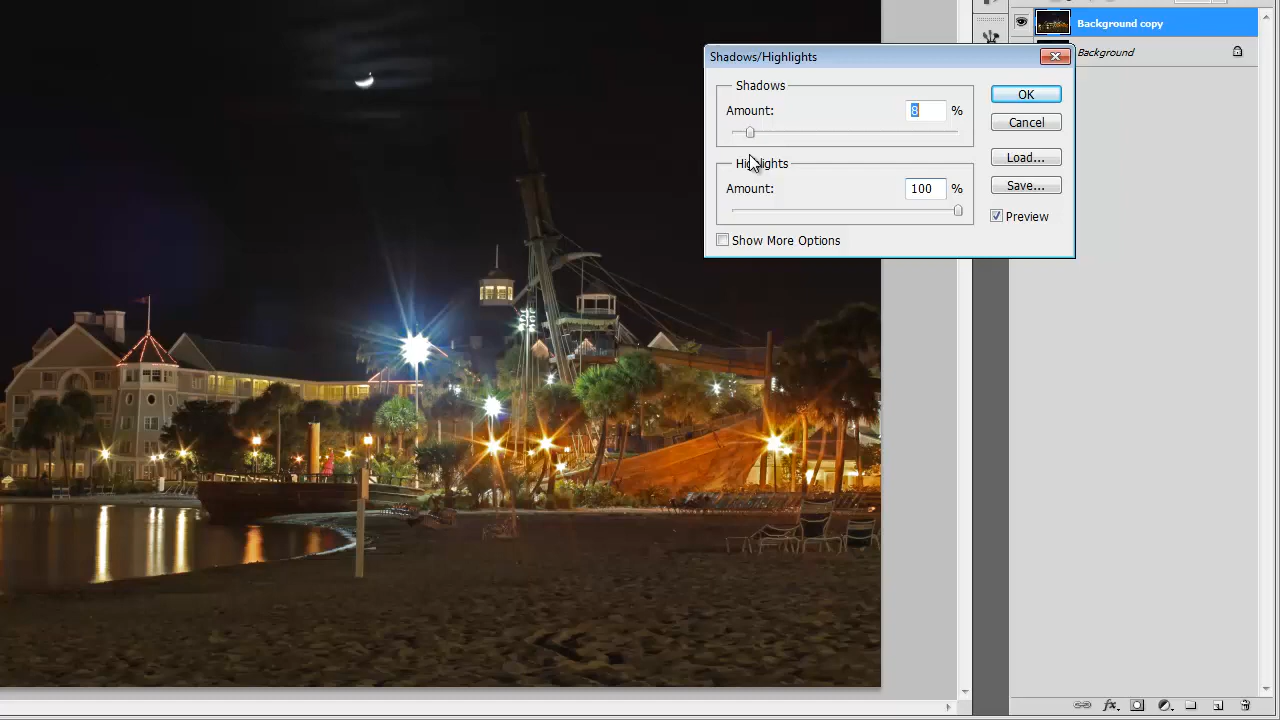 Background copy
Background
Shadows/Highlights
Shadows
Amount: 8 %
OK
Cancel
Highlights
Amount: 100 %
Load...
Save...
Preview
Show More Options
fx